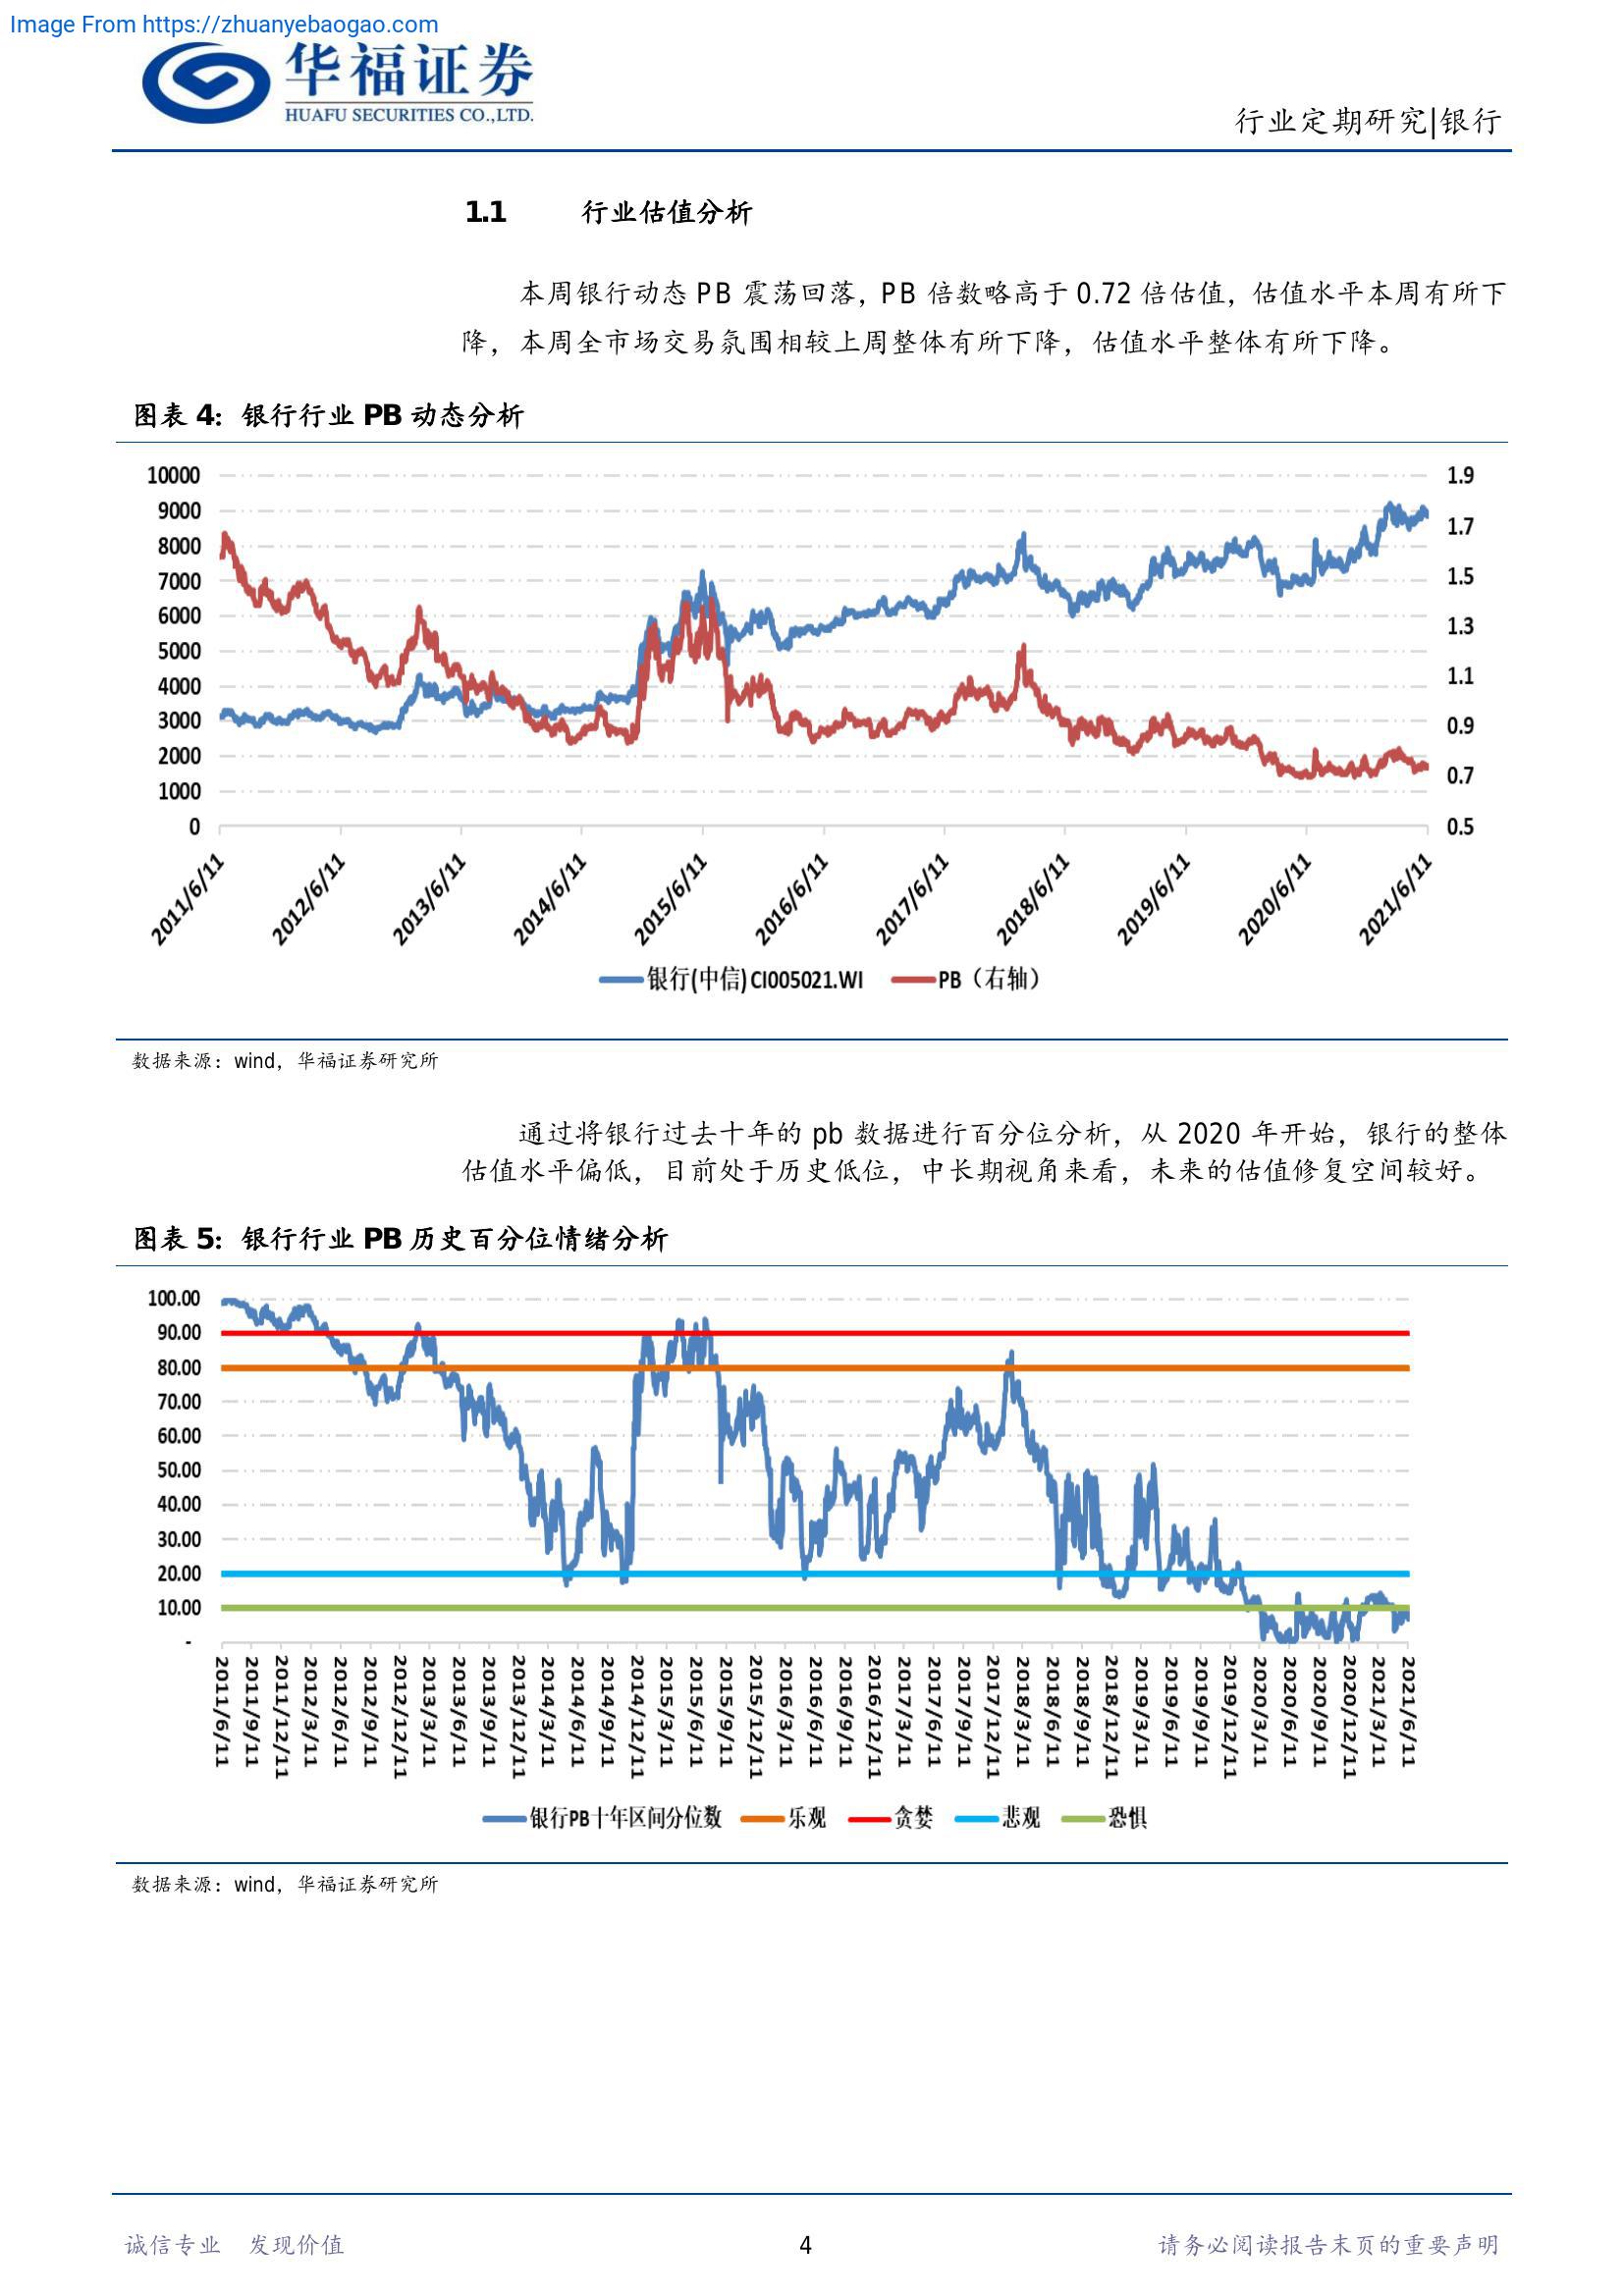 Image From https://zhuanyebaogao.com
华福证券
HUAFU SECURITIES CO.,LTD.
行业定期研究|银行
1.1 行业估值分析
本周银行动态 PB 震荡回落，PB 倍数略高于 0.72 倍估值，估值水平本周有所下
降，本周全市场交易氛围相较上周整体有所下降，估值水平整体有所下降。
图表 4：银行行业 PB 动态分析
10000 1.9
9000
8000 1.7
7000 1.5
6000 1.3
5000
4000 1.1
3000 0.9
2000
1000 0.7
0 0.5
2011/6/11 2012/6/11 2013/6/11 2014/6/11 2015/6/11 2016/6/11 2017/6/11 2018/6/11 2019/6/11 2020/6/11 2021/6/11
银行(中信)CI005021.WI PB（右轴）
数据来源：wind，华福证券研究所
通过将银行过去十年的 pb 数据进行百分位分析，从 2020 年开始，银行的整体
估值水平偏低，目前处于历史低位，中长期视角来看，未来的估值修复空间较好。
图表 5：银行行业 PB 历史百分位情绪分析
100.00
90.00
80.00
70.00
60.00
50.00
40.00
30.00
20.00
10.00
-
2011/6/11 2011/9/11 2011/12/11 2012/3/11 2012/6/11 2012/9/11 2012/12/11 2013/3/11 2013/6/11 2013/9/11 2013/12/11 2014/3/11 2014/6/11 2014/9/11 2014/12/11 2015/3/11 2015/6/11 2015/9/11 2015/12/11 2016/3/11 2016/6/11 2016/9/11 2016/12/11 2017/3/11 2017/6/11 2017/9/11 2017/12/11 2018/3/11 2018/6/11 2018/9/11 2018/12/11 2019/3/11 2019/6/11 2019/9/11 2019/12/11 2020/3/11 2020/6/11 2020/9/11 2020/12/11 2021/3/11 2021/6/11
银行PB十年区间分位数 乐观 贪婪 悲观 恐惧
数据来源：wind，华福证券研究所
诚信专业 发现价值 4 请务必阅读报告末页的重要声明